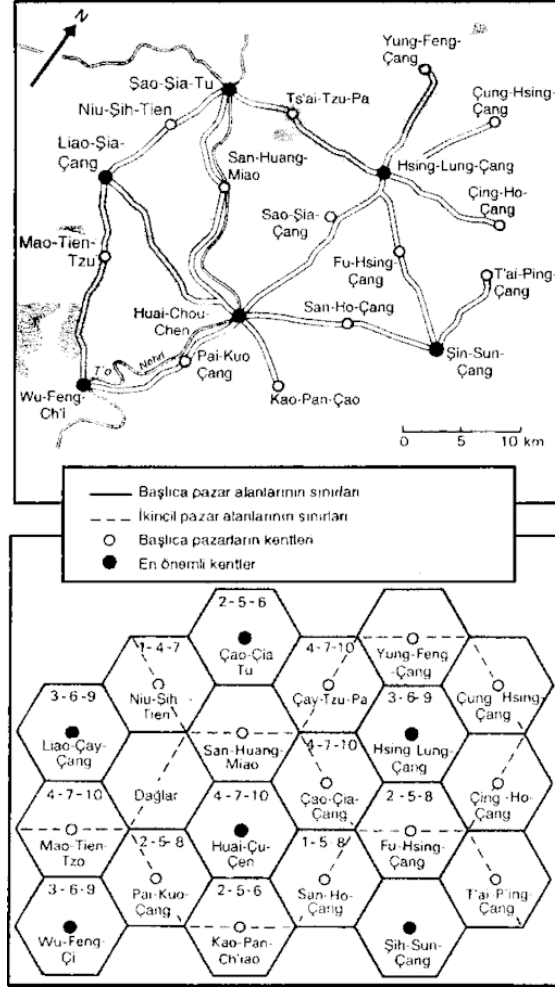 N
Yung-Feng-
Çang
Şao-Şia-Tu
Ts'ai-Tzu-Pa
Çung-Hsing-
Çang
Niu-Şih-Tien
Liao-Şia-
Çang
San-Huang-
Miao
Hsing-Lung-Çang
Sao-Şia-
Çang
Çing-Ho-
Çang
Mao-Tien-
Tzu
Fu-Hsing-
Çang
T'ai-Ping-
Çang
Huai-Chou-
Chen
San-Ho-Çang
T'o Nehri
Pai-Kuo
Çang
Şin-Sun-
Çang
Wu-Feng-
Ch'i
Kao-Pan-Çao
0 5 10 km
Başlıca pazar alanlarının sınırları
İkincil pazar alanlarının sınırları
Başlıca pazarların kentleri
En önemli kentler
2-5-6
Çao-Çia
Tu
1-4-7
Niu-Şih
Tien
4-7-10
Çay-Tzu-Pa
Yung-Feng
-Çang
3-6-9
Liao-Çay-
Çang
San-Huang-
Miao
3-6-9
Hsing Lung-
Çang
Çung Hsing-
Çang
4-7-10
Mao-Tien-
Tzo
Dağlar
4-7-10
Huai-Çu-
Çen
4-7-10
Çao-Çia-
Çang
2-5-8
Fu-Hsing-
Çang
Çing-Ho-
Çang
3-6-9
Wu-Feng-
Çi
2-5-8
Pai-Kuo-
Çang
2-5-6
Kao-Pan-
Ch'iao
1-5-8
San-Ho-
Çang
Şih-Sun-
Çang
T'ai-P'ing-
Çang